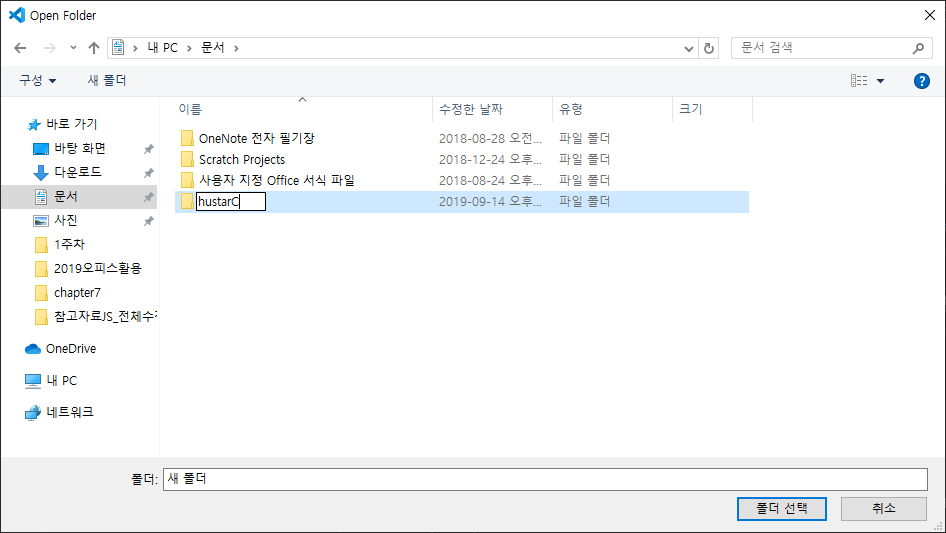 Open Folder
내 PC
문서
문서 검색
구성
새 폴더
이름
수정한 날짜
유형
크기
바로 가기
바탕 화면
다운로드
문서
사진
1주차
2019오피스활용
chapter7
참고자료JS_전체수정
OneDrive
내 PC
네트워크
OneNote 전자 필기장
2018-08-28 오전...
파일 폴더
Scratch Projects
2018-12-24 오후...
파일 폴더
사용자 지정 Office 서식 파일
2018-08-24 오후...
파일 폴더
hustarC
2019-09-14 오후...
파일 폴더
폴더:
새 폴더
폴더 선택
취소